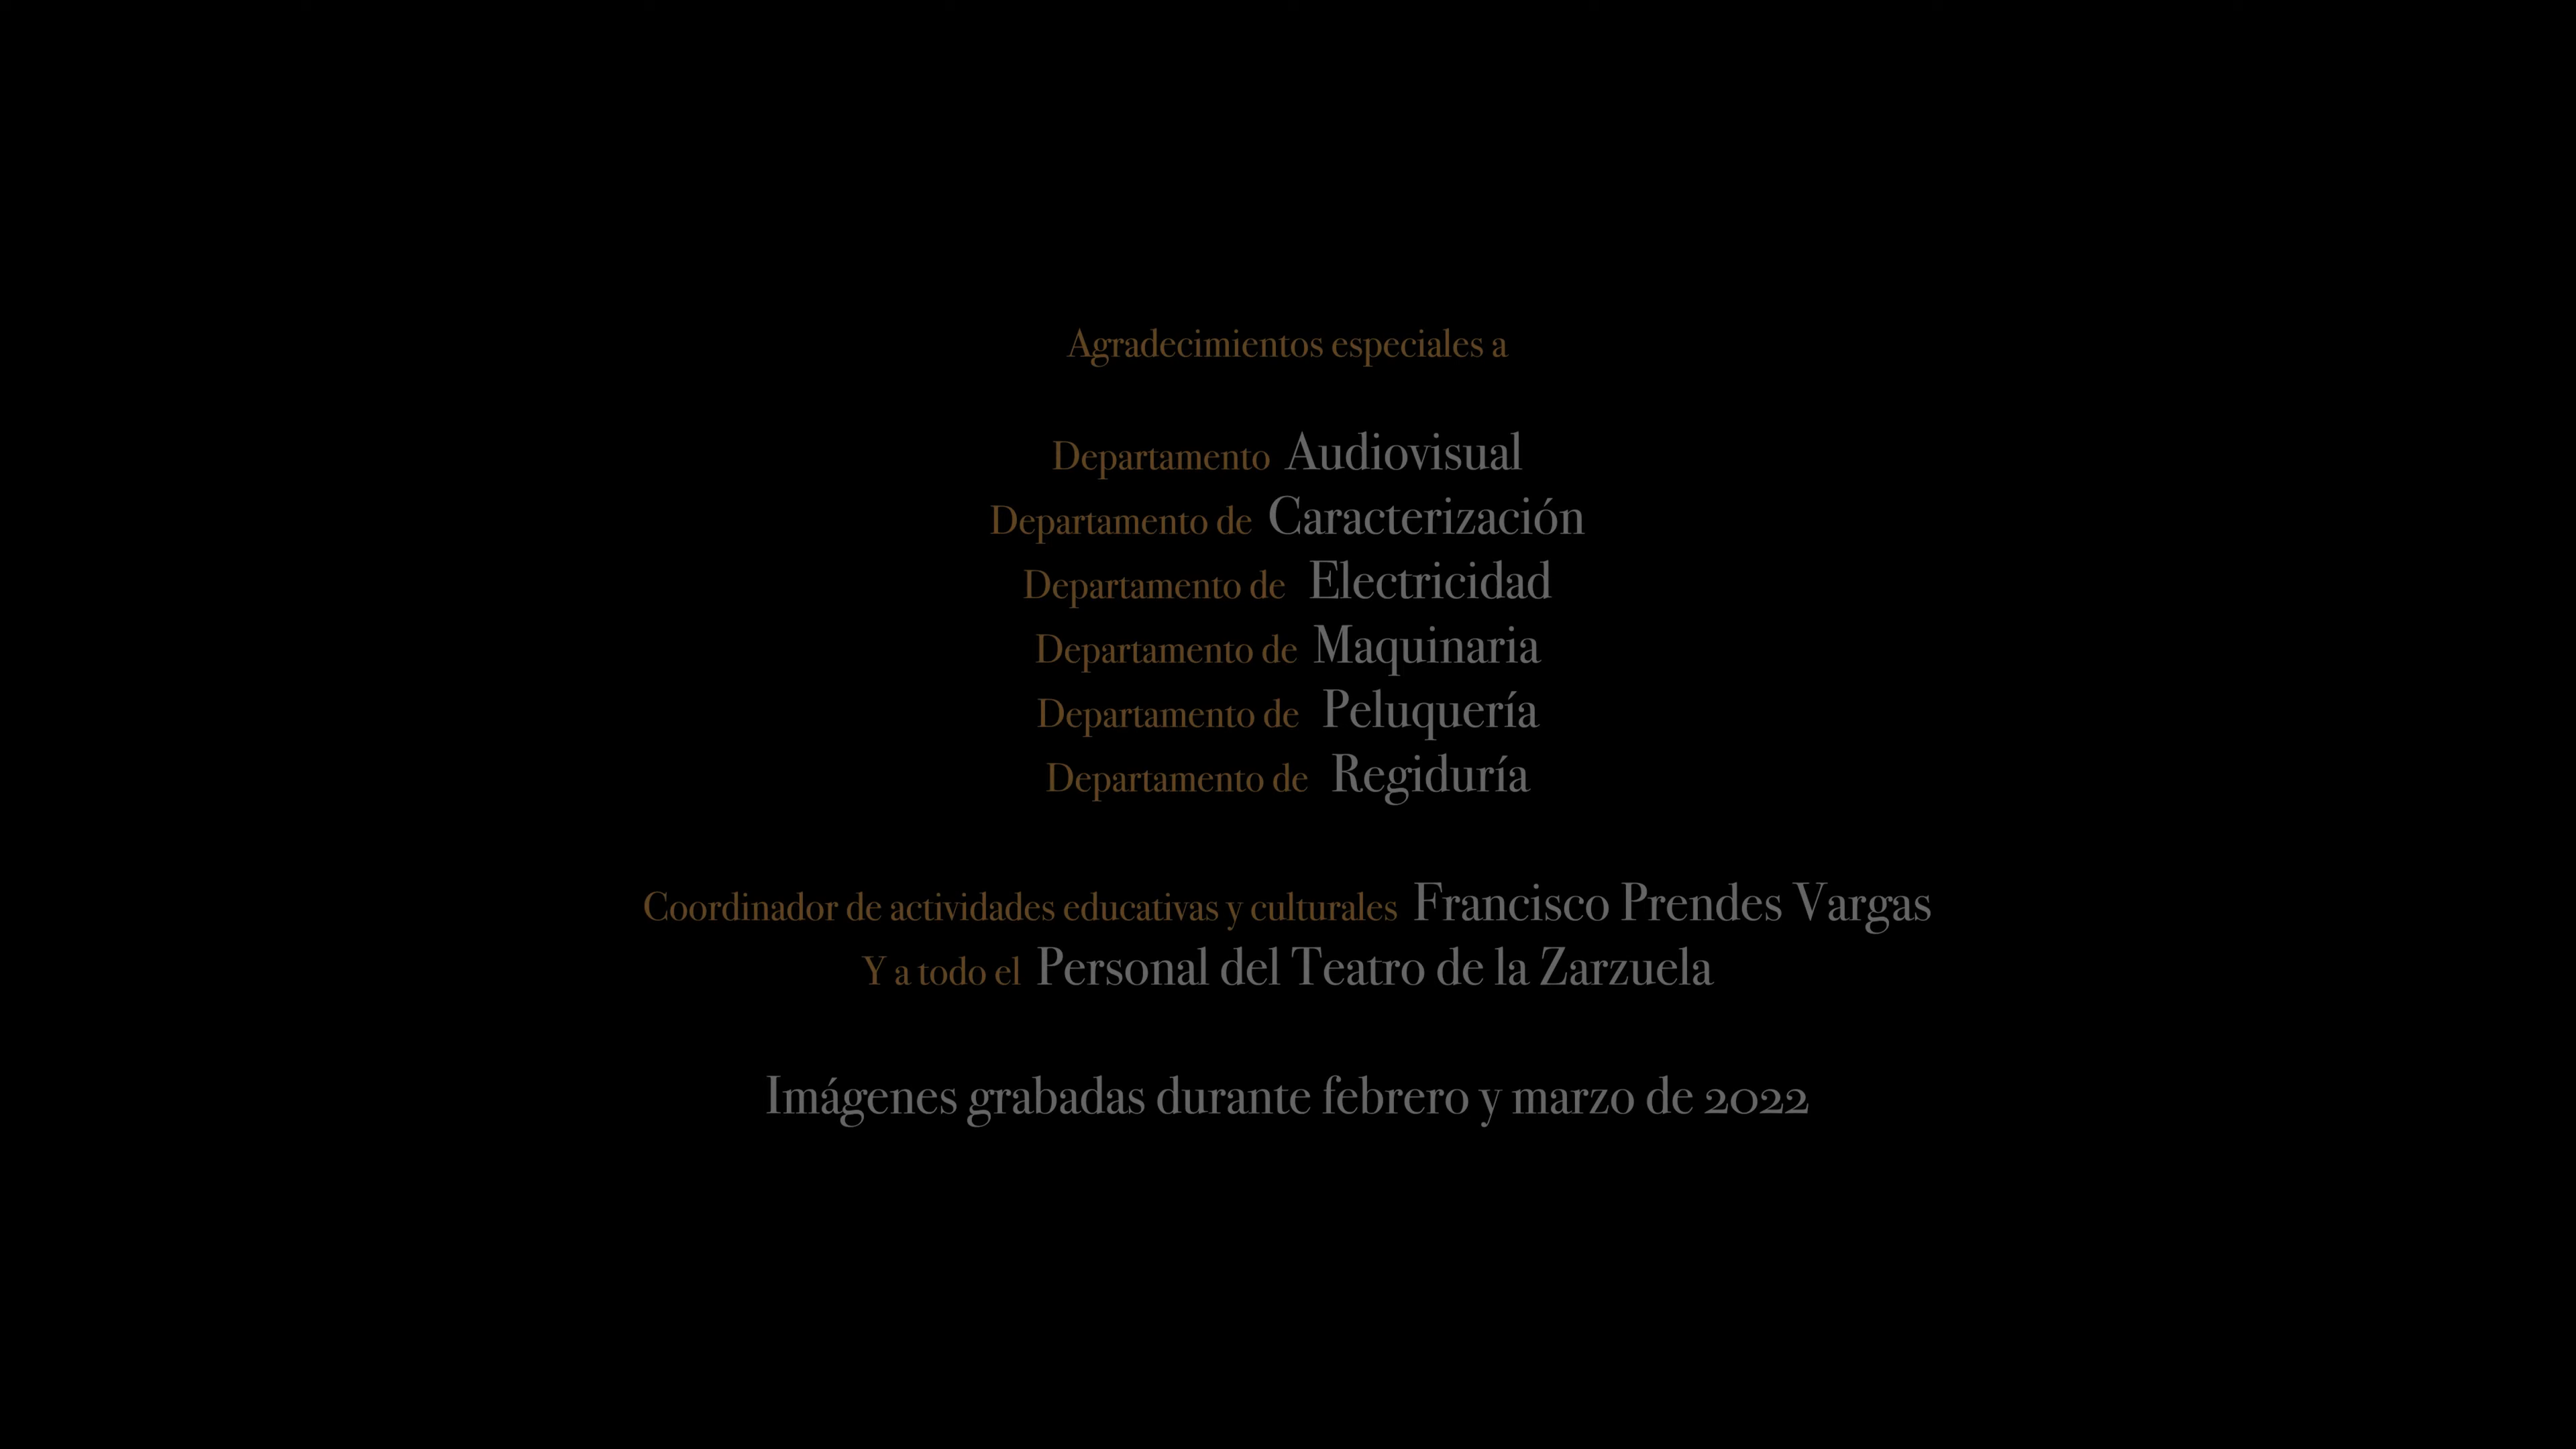 Agradecimientos especiales a
Departamento Audiovisual
Departamento de Caracterización
Departamento de Electricidad
Departamento de Maquinaria
Departamento de Peluquería
Departamento de Regiduría
Coordinador de actividades educativas y culturales Francisco Prendes Vargas
Y a todo el Personal del Teatro de la Zarzuela
Imágenes grabadas durante febrero y marzo de 2022